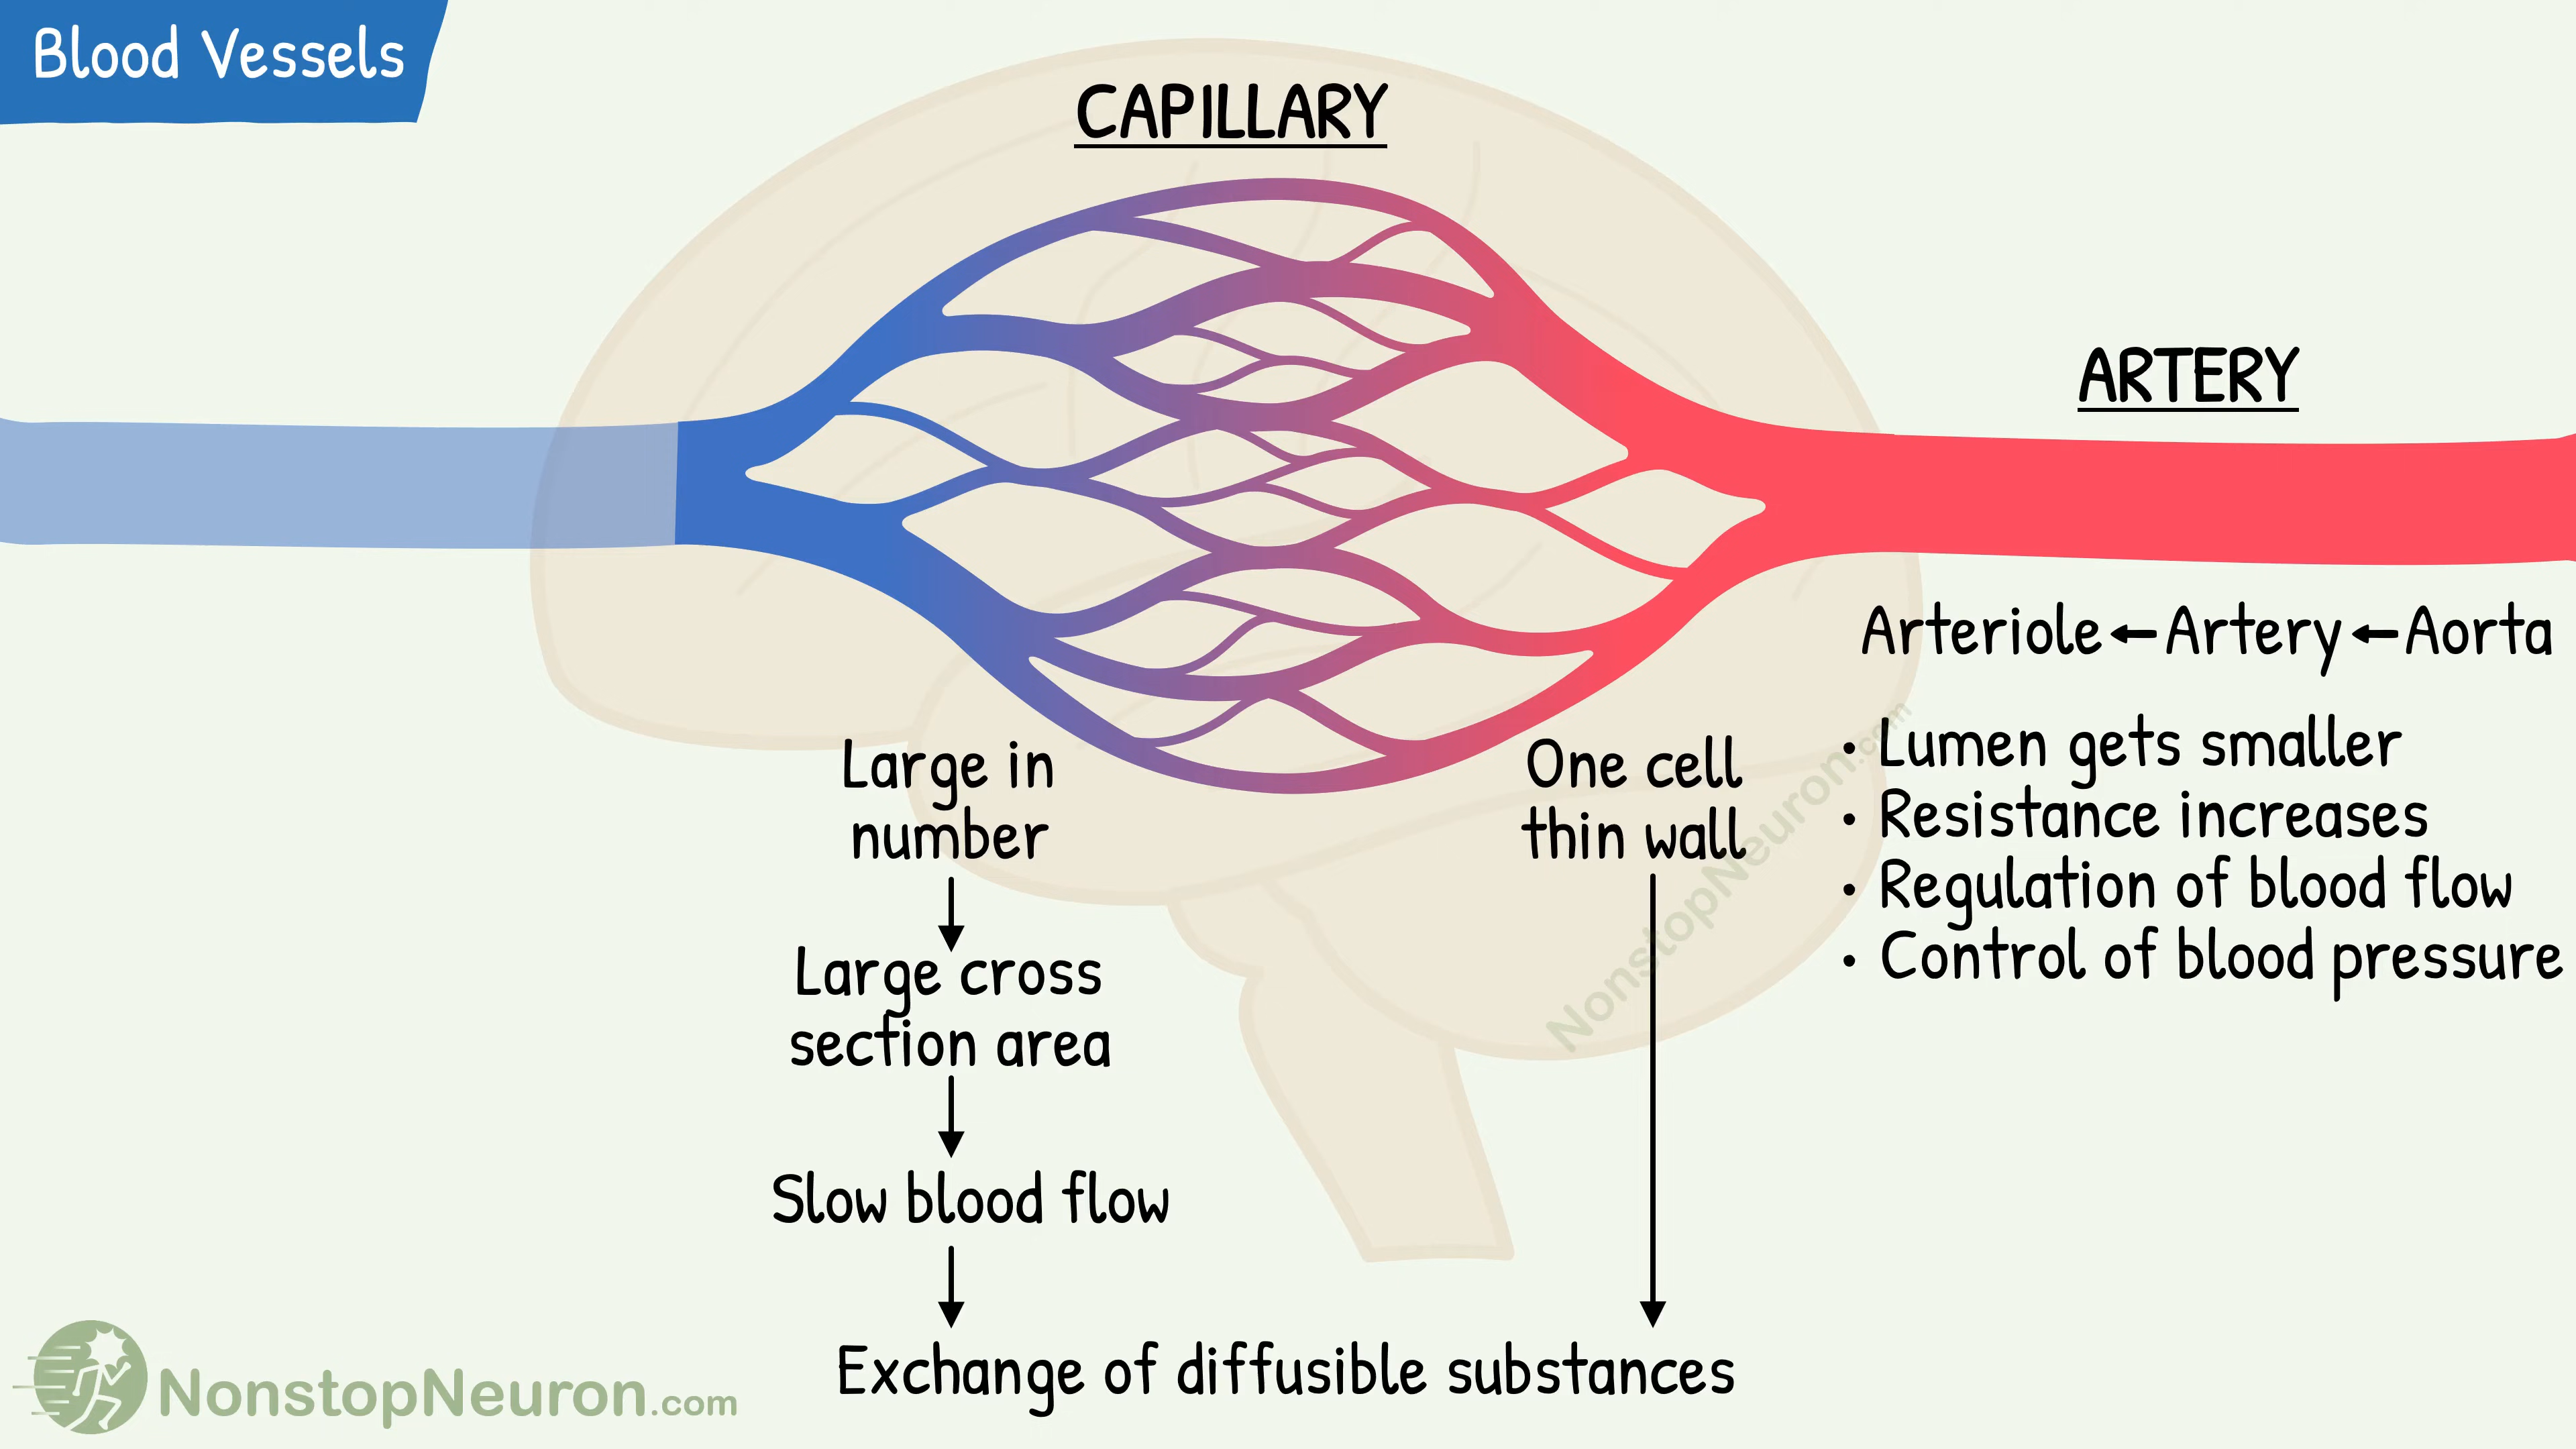 Blood Vessels
CAPILLARY
ARTERY
Arteriole←Artery←Aorta
• Lumen gets smaller
• Resistance increases
• Regulation of blood flow
• Control of blood pressure
Large in
number
Large cross
section area
Slow blood flow
One cell
thin wall
Exchange of diffusible substances
NonstopNeuron.com
NonstopNeuron.com